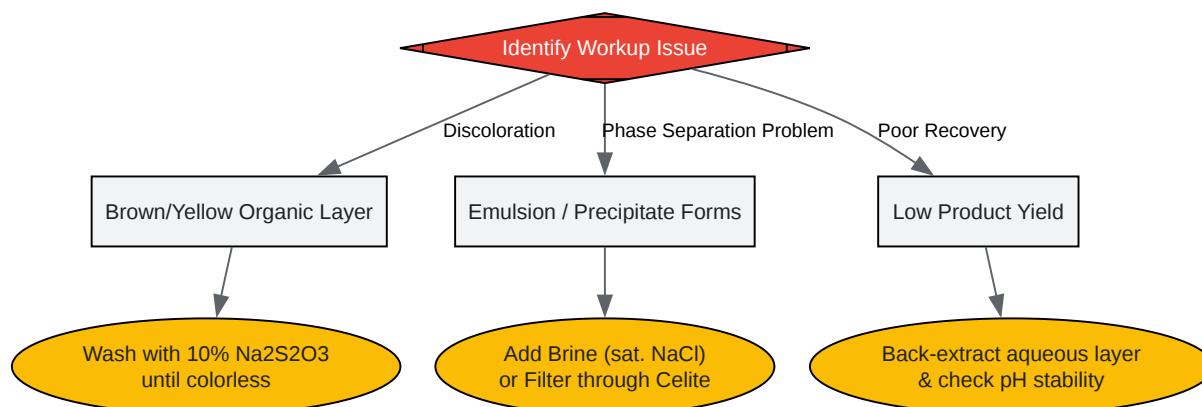 Identify Workup Issue
Discoloration
Phase Separation Problem
Poor Recovery
Brown/Yellow Organic Layer
Emulsion / Precipitate Forms
Low Product Yield
Wash with 10% Na2S2O3
until colorless
Add Brine (sat. NaCl)
or Filter through Celite
Back-extract aqueous layer
& check pH stability